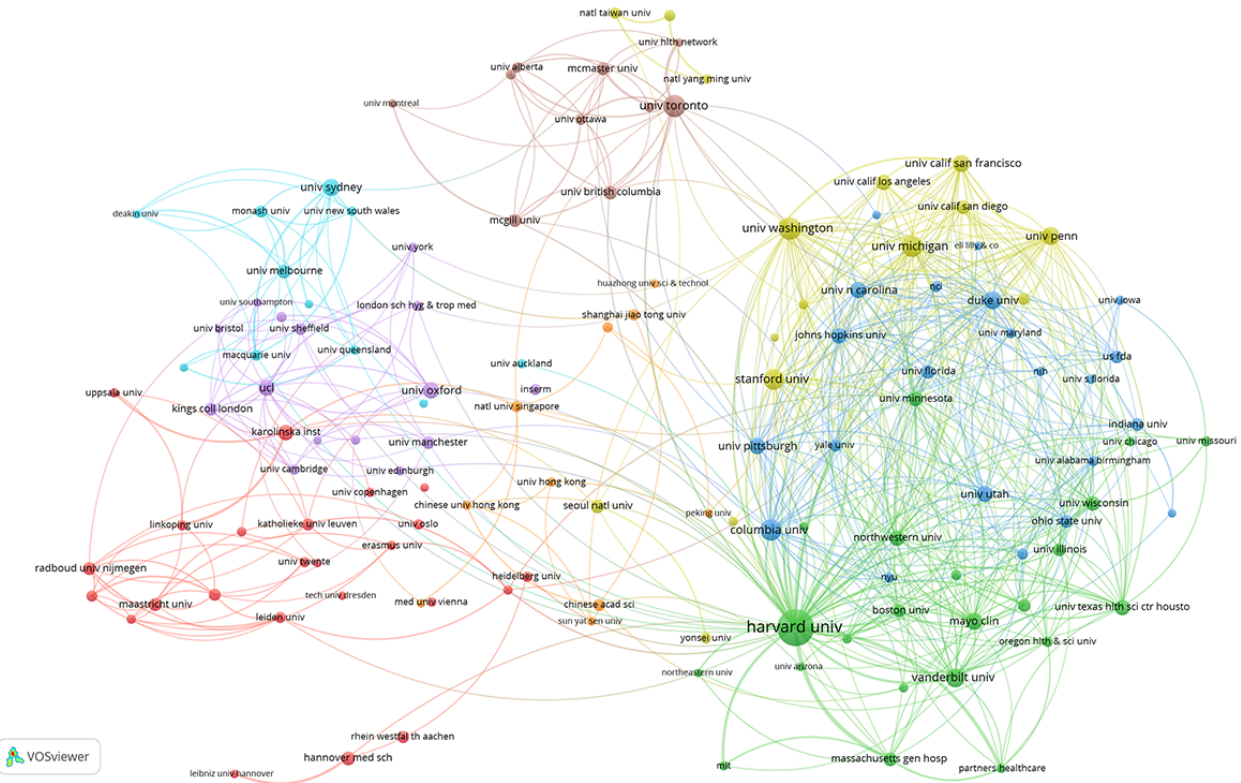 natl taiwan univ
univ hlth network
univ alberta
mcmaster univ
natl yang ming univ
univ montreal
univ toronto
univ ottawa
univ calif san francisco
univ calif los angeles
univ sydney
univ british columbia
deakin univ
monash univ
univ new south wales
univ calif san diego
mcgill univ
univ washington
univ penn
univ york
univ michigan
eli lilly & co
univ melbourne
huazhong univ sci & technol
univ n carolina
nci
univ southampton
london sch hyg & trop med
duke univ
univ iowa
shanghai jiao tong univ
univ bristol
univ sheffield
johns hopkins univ
univ maryland
macquarie univ
univ queensland
us fda
univ auckland
univ florida
nih
stanford univ
univ s florida
ucl
univ oxford
inserm
uppsala univ
univ minnesota
kings coll london
natl univ singapore
indiana univ
karolinska inst
univ manchester
univ pittsburgh
yale univ
univ chicago
univ missouri
univ alabama birmingham
univ cambridge
univ edinburgh
univ hong kong
univ copenhagen
univ utah
chinese univ hong kong
seoul natl univ
univ wisconsin
peking univ
linkoping univ
katholieke univ leuven
univ oslo
ohio state univ
columbia univ
northwestern univ
erasmus univ
univ illinois
univ twente
radboud univ nijmegen
heidelberg univ
nyu
tech univ dresden
maastricht univ
med univ vienna
chinese acad sci
boston univ
univ texas hlth sci ctr housto
leiden univ
sun yat sen univ
harvard univ
mayo clin
yonsei univ
oregon hlth & sci univ
univ arizona
northeastern univ
vanderbilt univ
rhein westfal th aachen
hannover med sch
massachusetts gen hosp
mit
partners healthcare
leibniz univ hannover
VOSviewer